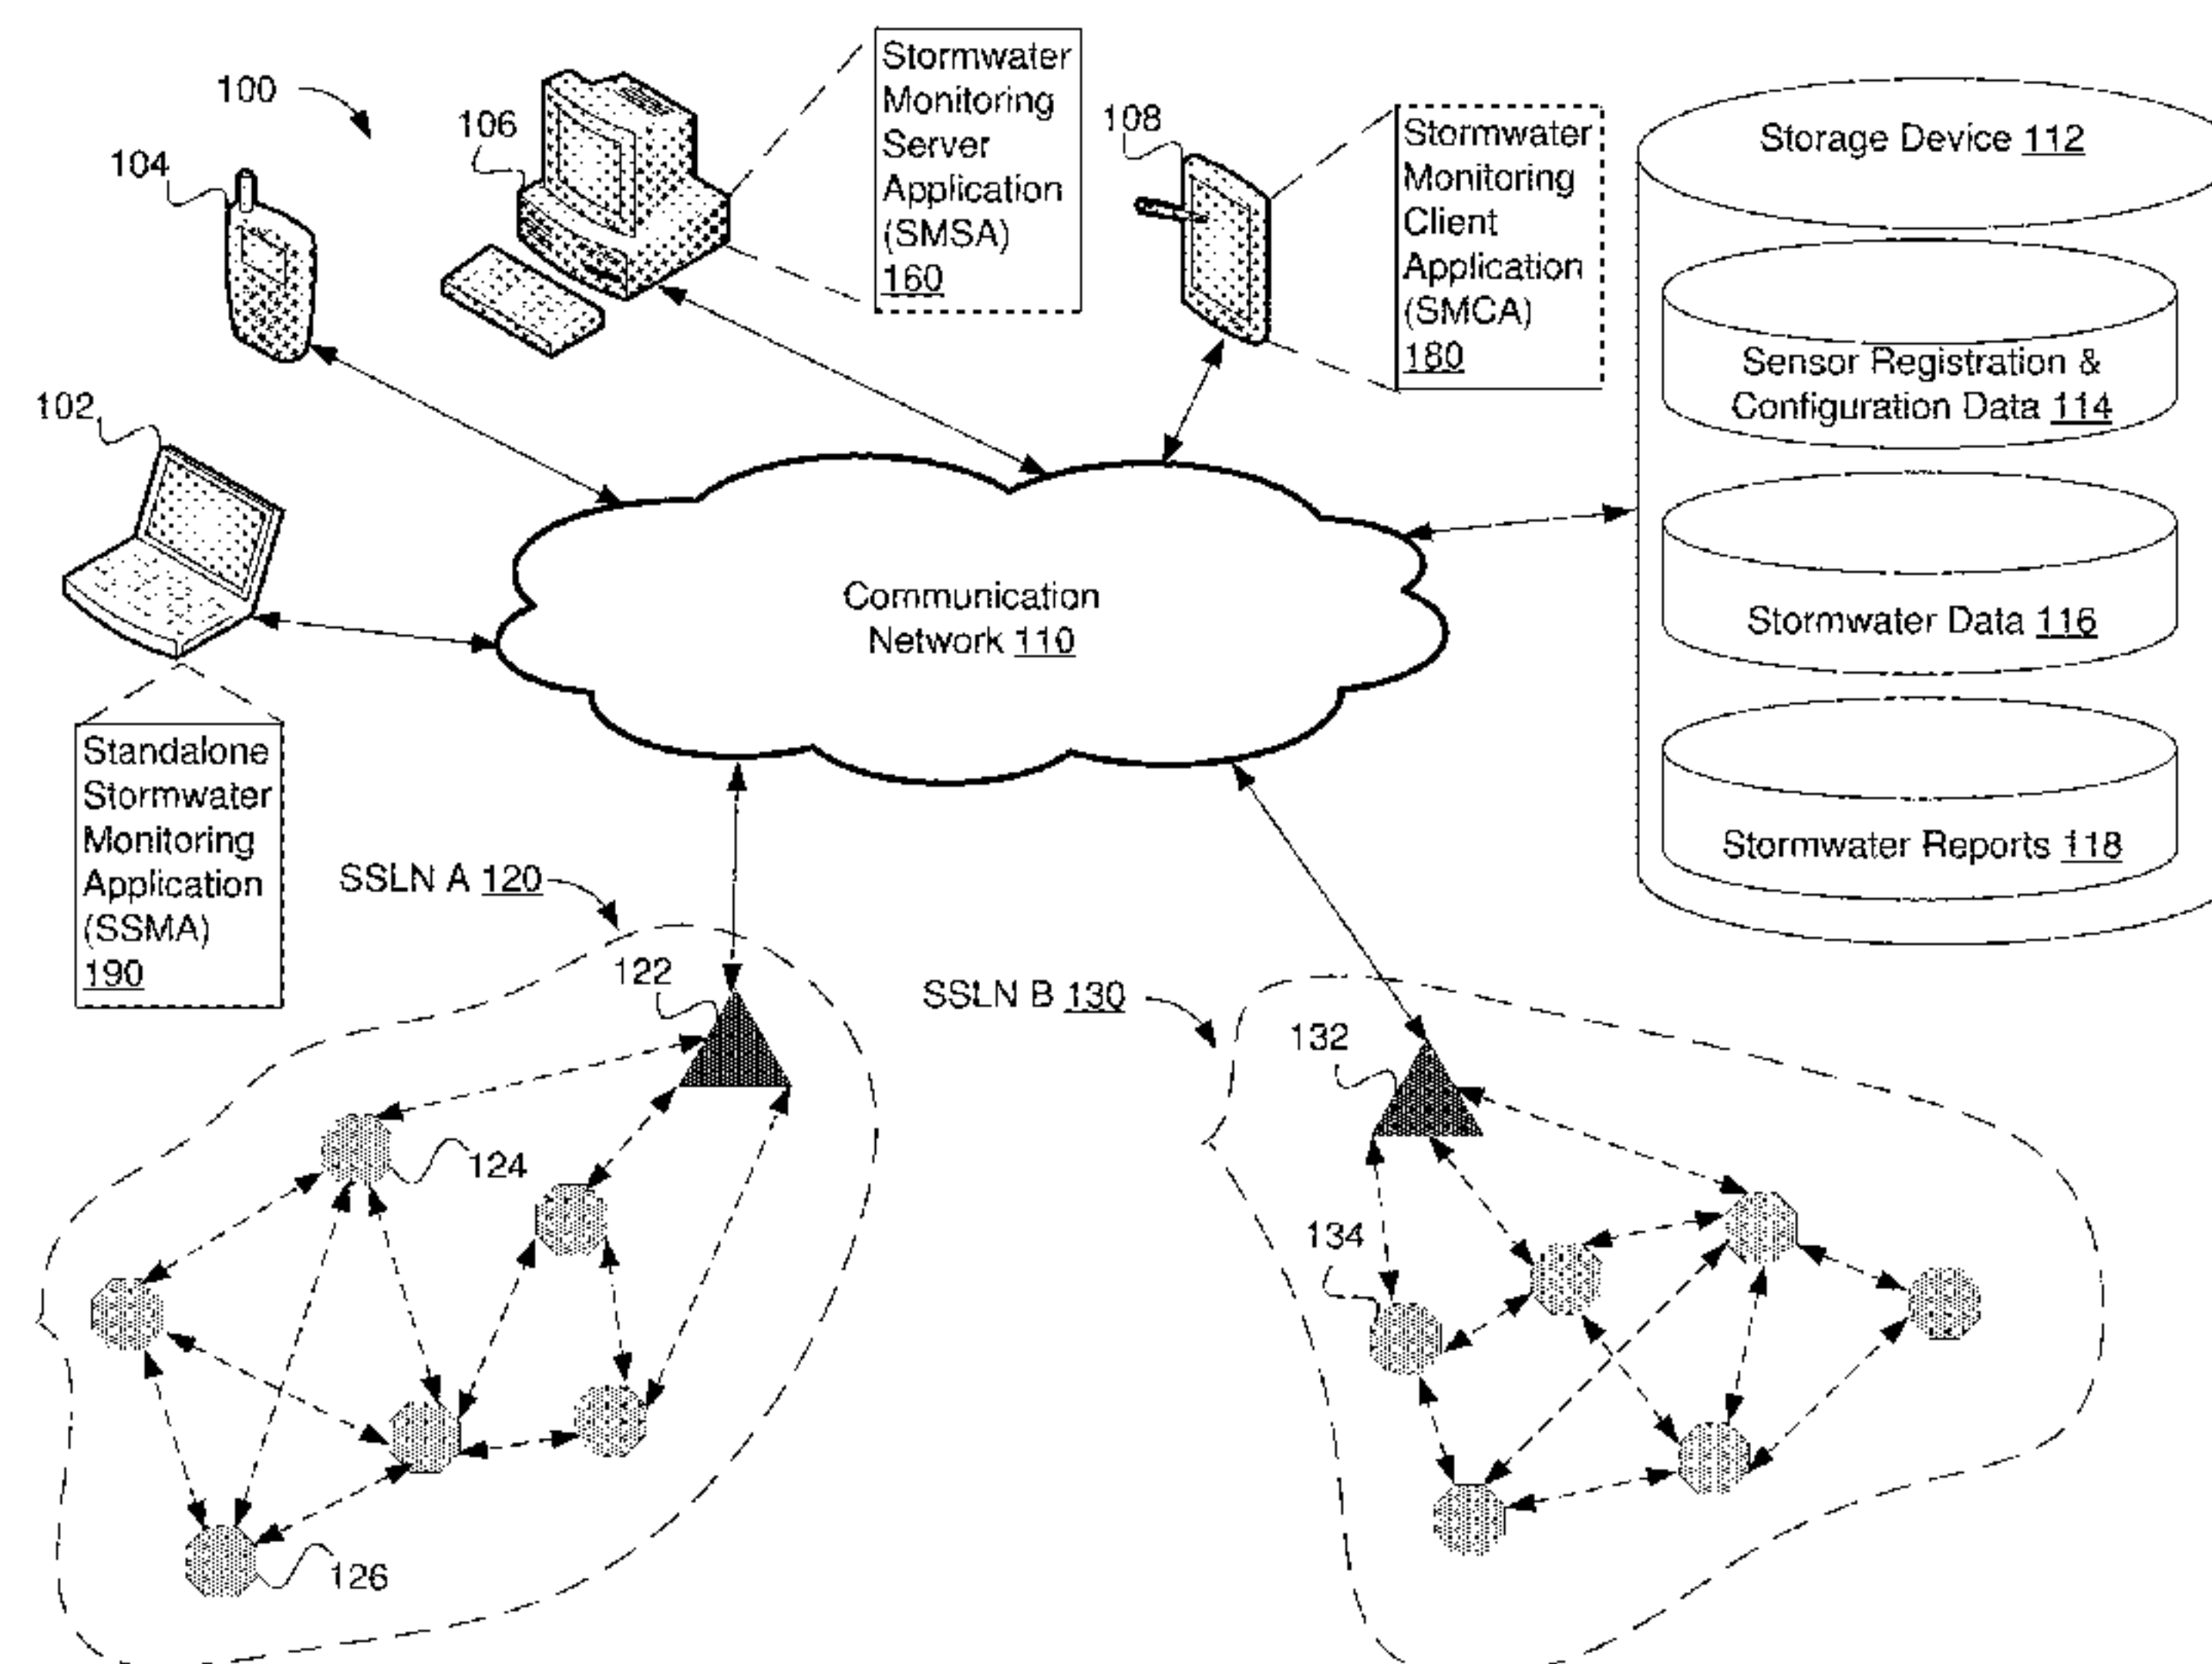 100
104
106
Stormwater
Monitoring
Server
Application
(SMSA)
160
108
Stormwater
Monitoring
Client
Application
(SMCA)
180
Storage Device 112
Sensor Registration &
Configuration Data 114
Stormwater Data 116
Stormwater Reports 118
102
Communication
Network 110
Standalone
Stormwater
Monitoring
Application
(SSMA)
190
SSLN A 120
122
124
126
SSLN B 130
132
134